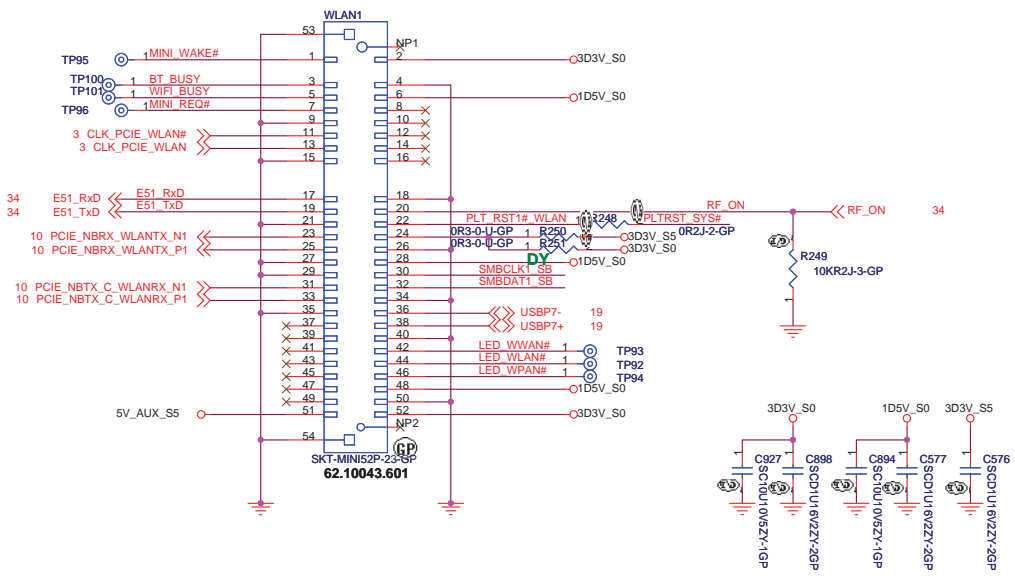 WLAN1
53
NP1
TP95 1 MINI_WAKE# 1 2 3D3V_S0
TP100 1 BT_BUSY 3 4
TP101 1 WIFI_BUSY 5 6 1D5V_S0
TP96 1 MINI_REQ# 7 8
9 10
3 CLK_PCIE_WLAN# 11 12
3 CLK_PCIE_WLAN 13 14
15 16
34 E51_RxD E51_RxD 17 18
34 E51_TxD E51_TxD 19 20 RF_ON RF_ON 34
21 22 PLT_RST1#_WLAN 1 R248 PLTRST_SYS#
0R2J-2-GP
10 PCIE_NBRX_WLANTX_N1 23 24 0R3-0-U-GP 1 R250 3D3V_S5
10 PCIE_NBRX_WLANTX_P1 25 26 0R3-0-U-GP 1 R251 2 3D3V_S0
DY
27 28 1D5V_S0
29 30 SMBCLK1_SB
10 PCIE_NBTX_C_WLANRX_N1 31 32 SMBDAT1_SB
10 PCIE_NBTX_C_WLANRX_P1 33 34
35 36 USBP7- 19
37 38 USBP7+ 19
39 40
41 42 LED_WWAN# 1 TP93
43 44 LED_WLAN# 1 TP92
45 46 LED_WPAN# 1 TP94
47 48 1D5V_S0
49 50
5V_AUX_S5 51 52 3D3V_S0
NP2
54
GP
SKT-MINI52P-23-GP
62.10043.601
R249
10KR2J-3-GP
1
3D3V_S0
1D5V_S0
3D3V_S5
1 C927 SC10U10V5ZY-1GP
1 C898 SCD1U16V2ZY-2GP
1 C894 SC10U10V5ZY-1GP
1 C577 SCD1U16V2ZY-2GP
1 C576 SCD1U16V2ZY-2GP